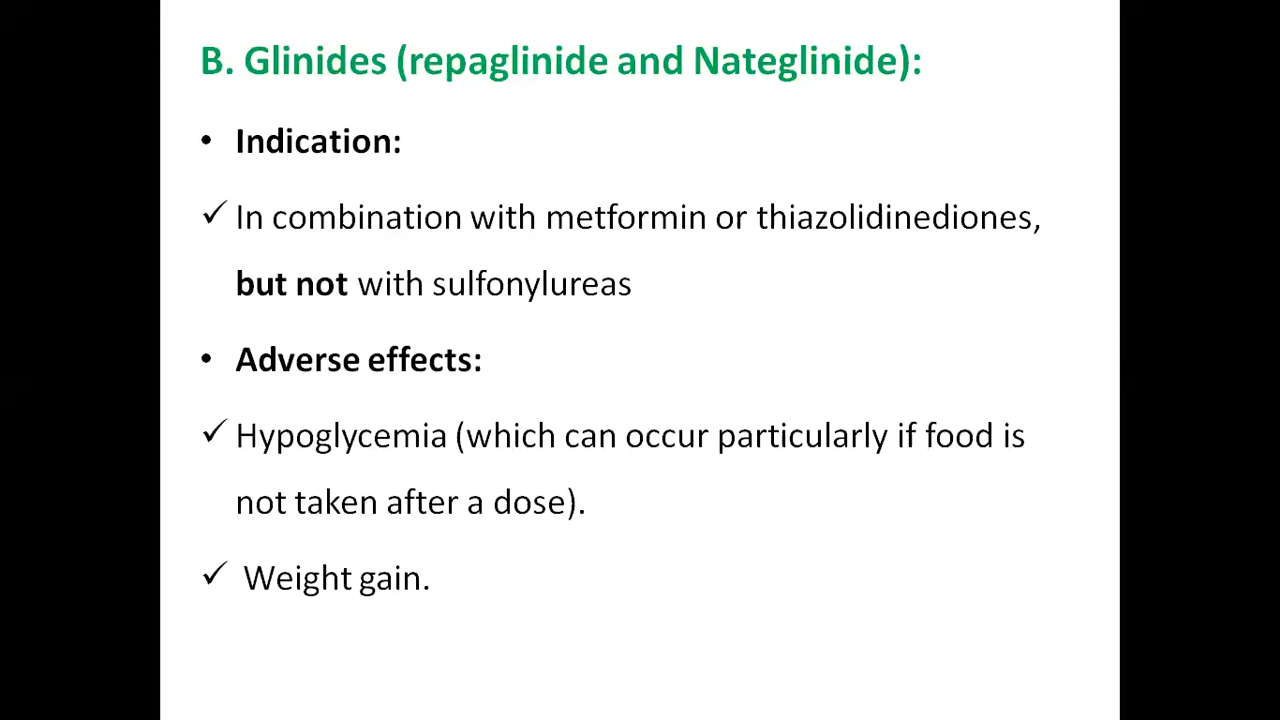 B. Glinides (repaglinide and Nateglinide):
• Indication:
✓ In combination with metformin or thiazolidinediones,
but not with sulfonylureas
• Adverse effects:
✓ Hypoglycemia (which can occur particularly if food is
not taken after a dose).
✓ Weight gain.